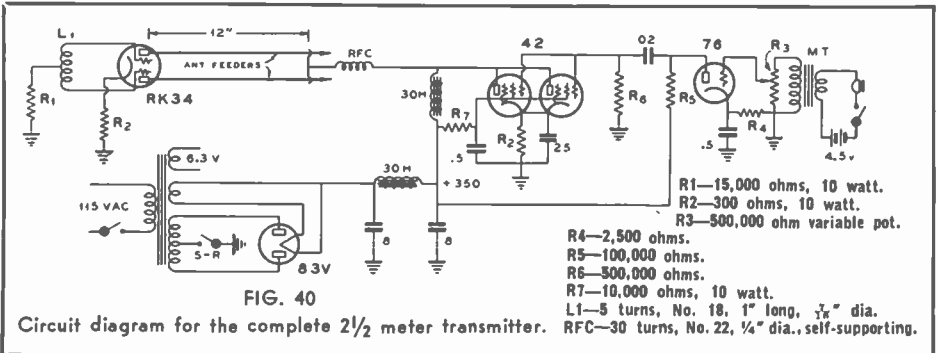 L1
12"
ANT FEEDERS
RFC
42
02
76
R3
MT
RK34
R1
R2
30M
R7
R6
R5
R4
.5
R2
25
.5
4.5v
6.3 V
30M
+350
115 VAC
S-R
83V
8
8
R1—15,000 ohms, 10 watt.
R2—300 ohms, 10 watt.
R3—500,000 ohm variable pot.
R4—2,500 ohms.
R5—100,000 ohms.
R6—500,000 ohms.
R7—10,000 ohms, 10 watt.
L1—5 turns, No. 18, 1" long, " dia.
RFC—30 turns, No. 22, ¼" dia., self-supporting.
FIG. 40
Circuit diagram for the complete 2½ meter transmitter.